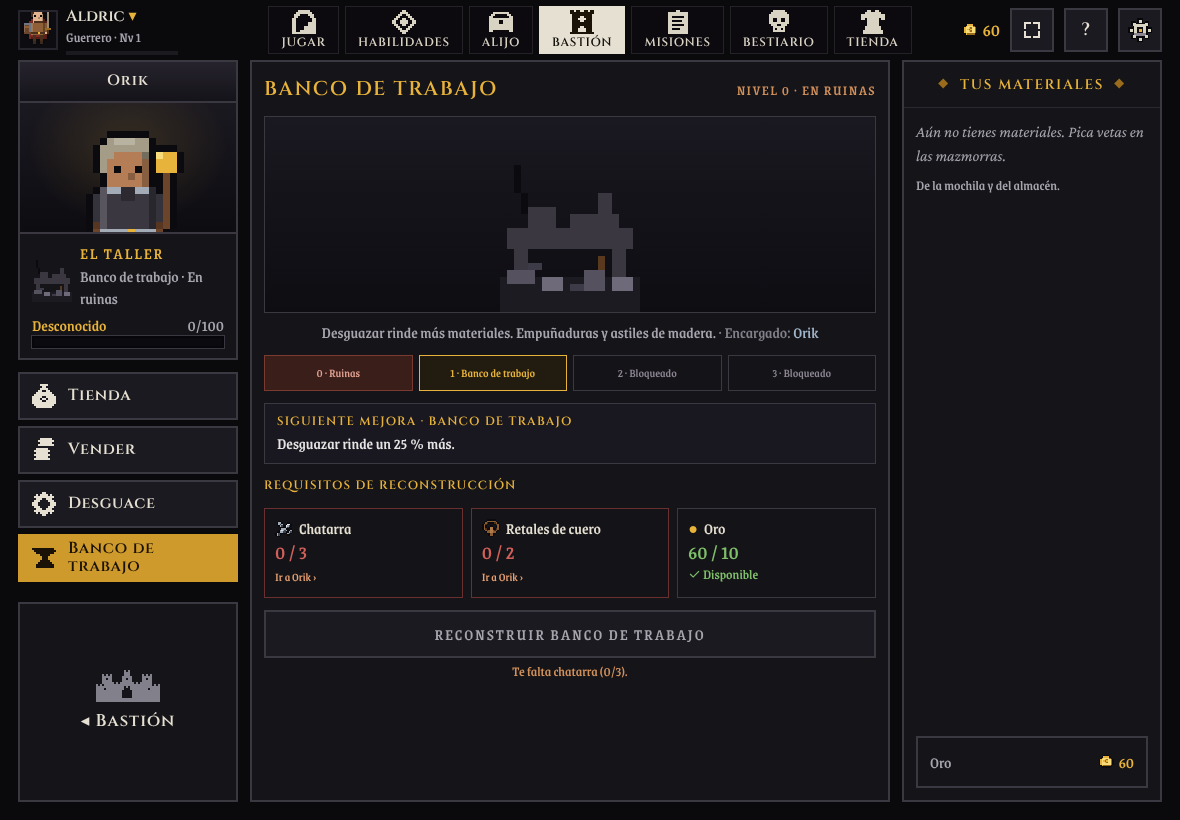 Aldric ▾
Guerrero · Nv 1
JUGAR
HABILIDADES
ALIJO
BASTIÓN
MISIONES
BESTIARIO
TIENDA
60
?
Orik
EL TALLER
Banco de trabajo · En
ruinas
Desconocido 0/100
Tienda
Vender
Desguace
Banco de
trabajo
◂ Bastión
BANCO DE TRABAJO
NIVEL 0 · EN RUINAS
Desguazar rinde más materiales. Empuñaduras y astiles de madera. · Encargado: Orik
0 · Ruinas
1 · Banco de trabajo
2 · Bloqueado
3 · Bloqueado
SIGUIENTE MEJORA · BANCO DE TRABAJO
Desguazar rinde un 25 % más.
REQUISITOS DE RECONSTRUCCIÓN
Chatarra
0 / 3
Ir a Orik ›
Retales de cuero
0 / 2
Ir a Orik ›
Oro
60 / 10
✓ Disponible
RECONSTRUIR BANCO DE TRABAJO
Te falta chatarra (0/3).
◆ TUS MATERIALES ◆
Aún no tienes materiales. Pica vetas en
las mazmorras.
De la mochila y del almacén.
Oro 60